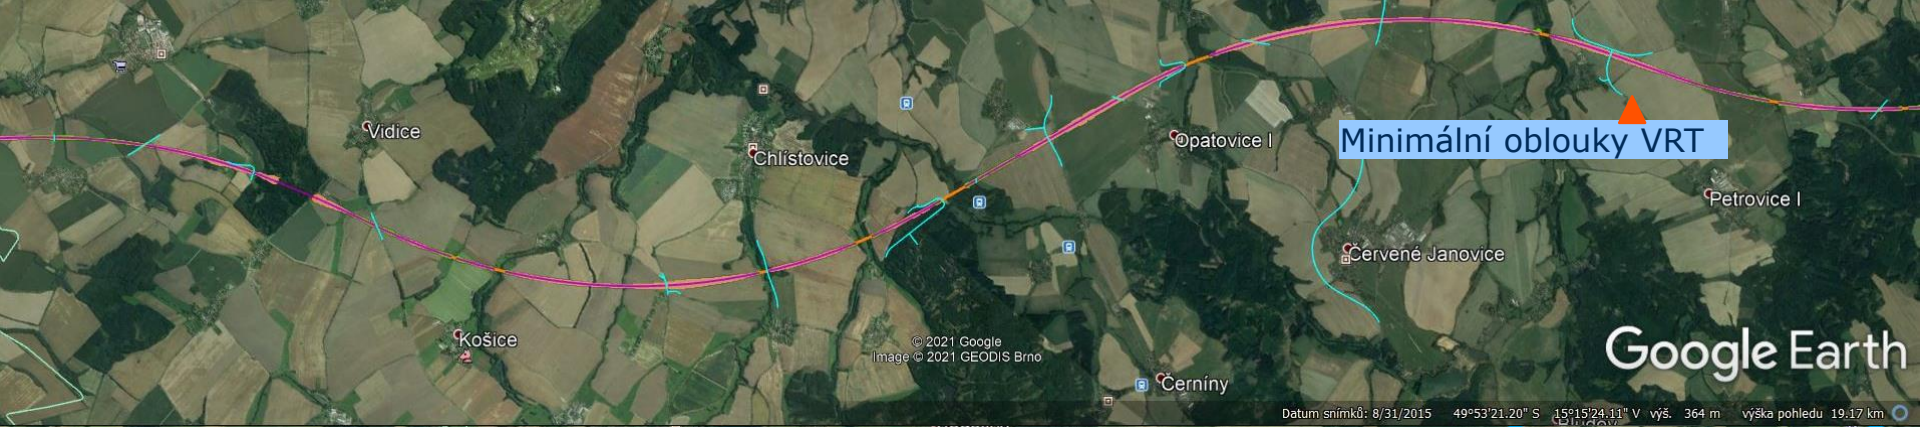 Vidice
Chlístovice
Opatovice I
Minimální oblouky VRT
Petrovice I
Červené Janovice
Košice
© 2021 Google
Image © 2021 GEODIS Brno
Google Earth
Černíny
Datum snímků: 8/31/2015 49°53'21.20" S 15°15'24.11" V výš. 364 m výška pohledu 19.17 km